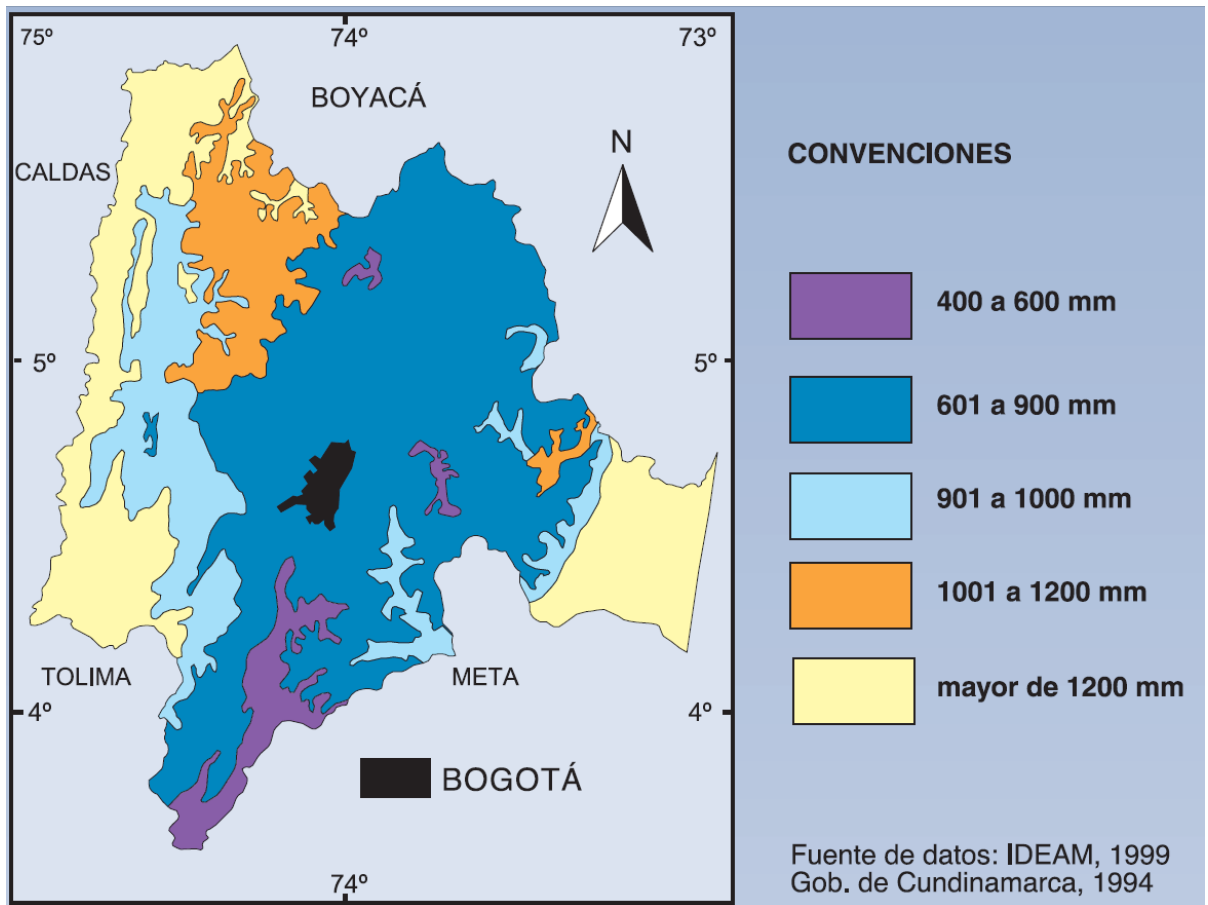 75º
74º
73º
BOYACÁ
N
CALDAS
5º
5º
TOLIMA
META
4º
4º
BOGOTÁ
74º
CONVENCIONES
400 a 600 mm
601 a 900 mm
901 a 1000 mm
1001 a 1200 mm
mayor de 1200 mm
Fuente de datos: IDEAM, 1999
Gob. de Cundinamarca, 1994